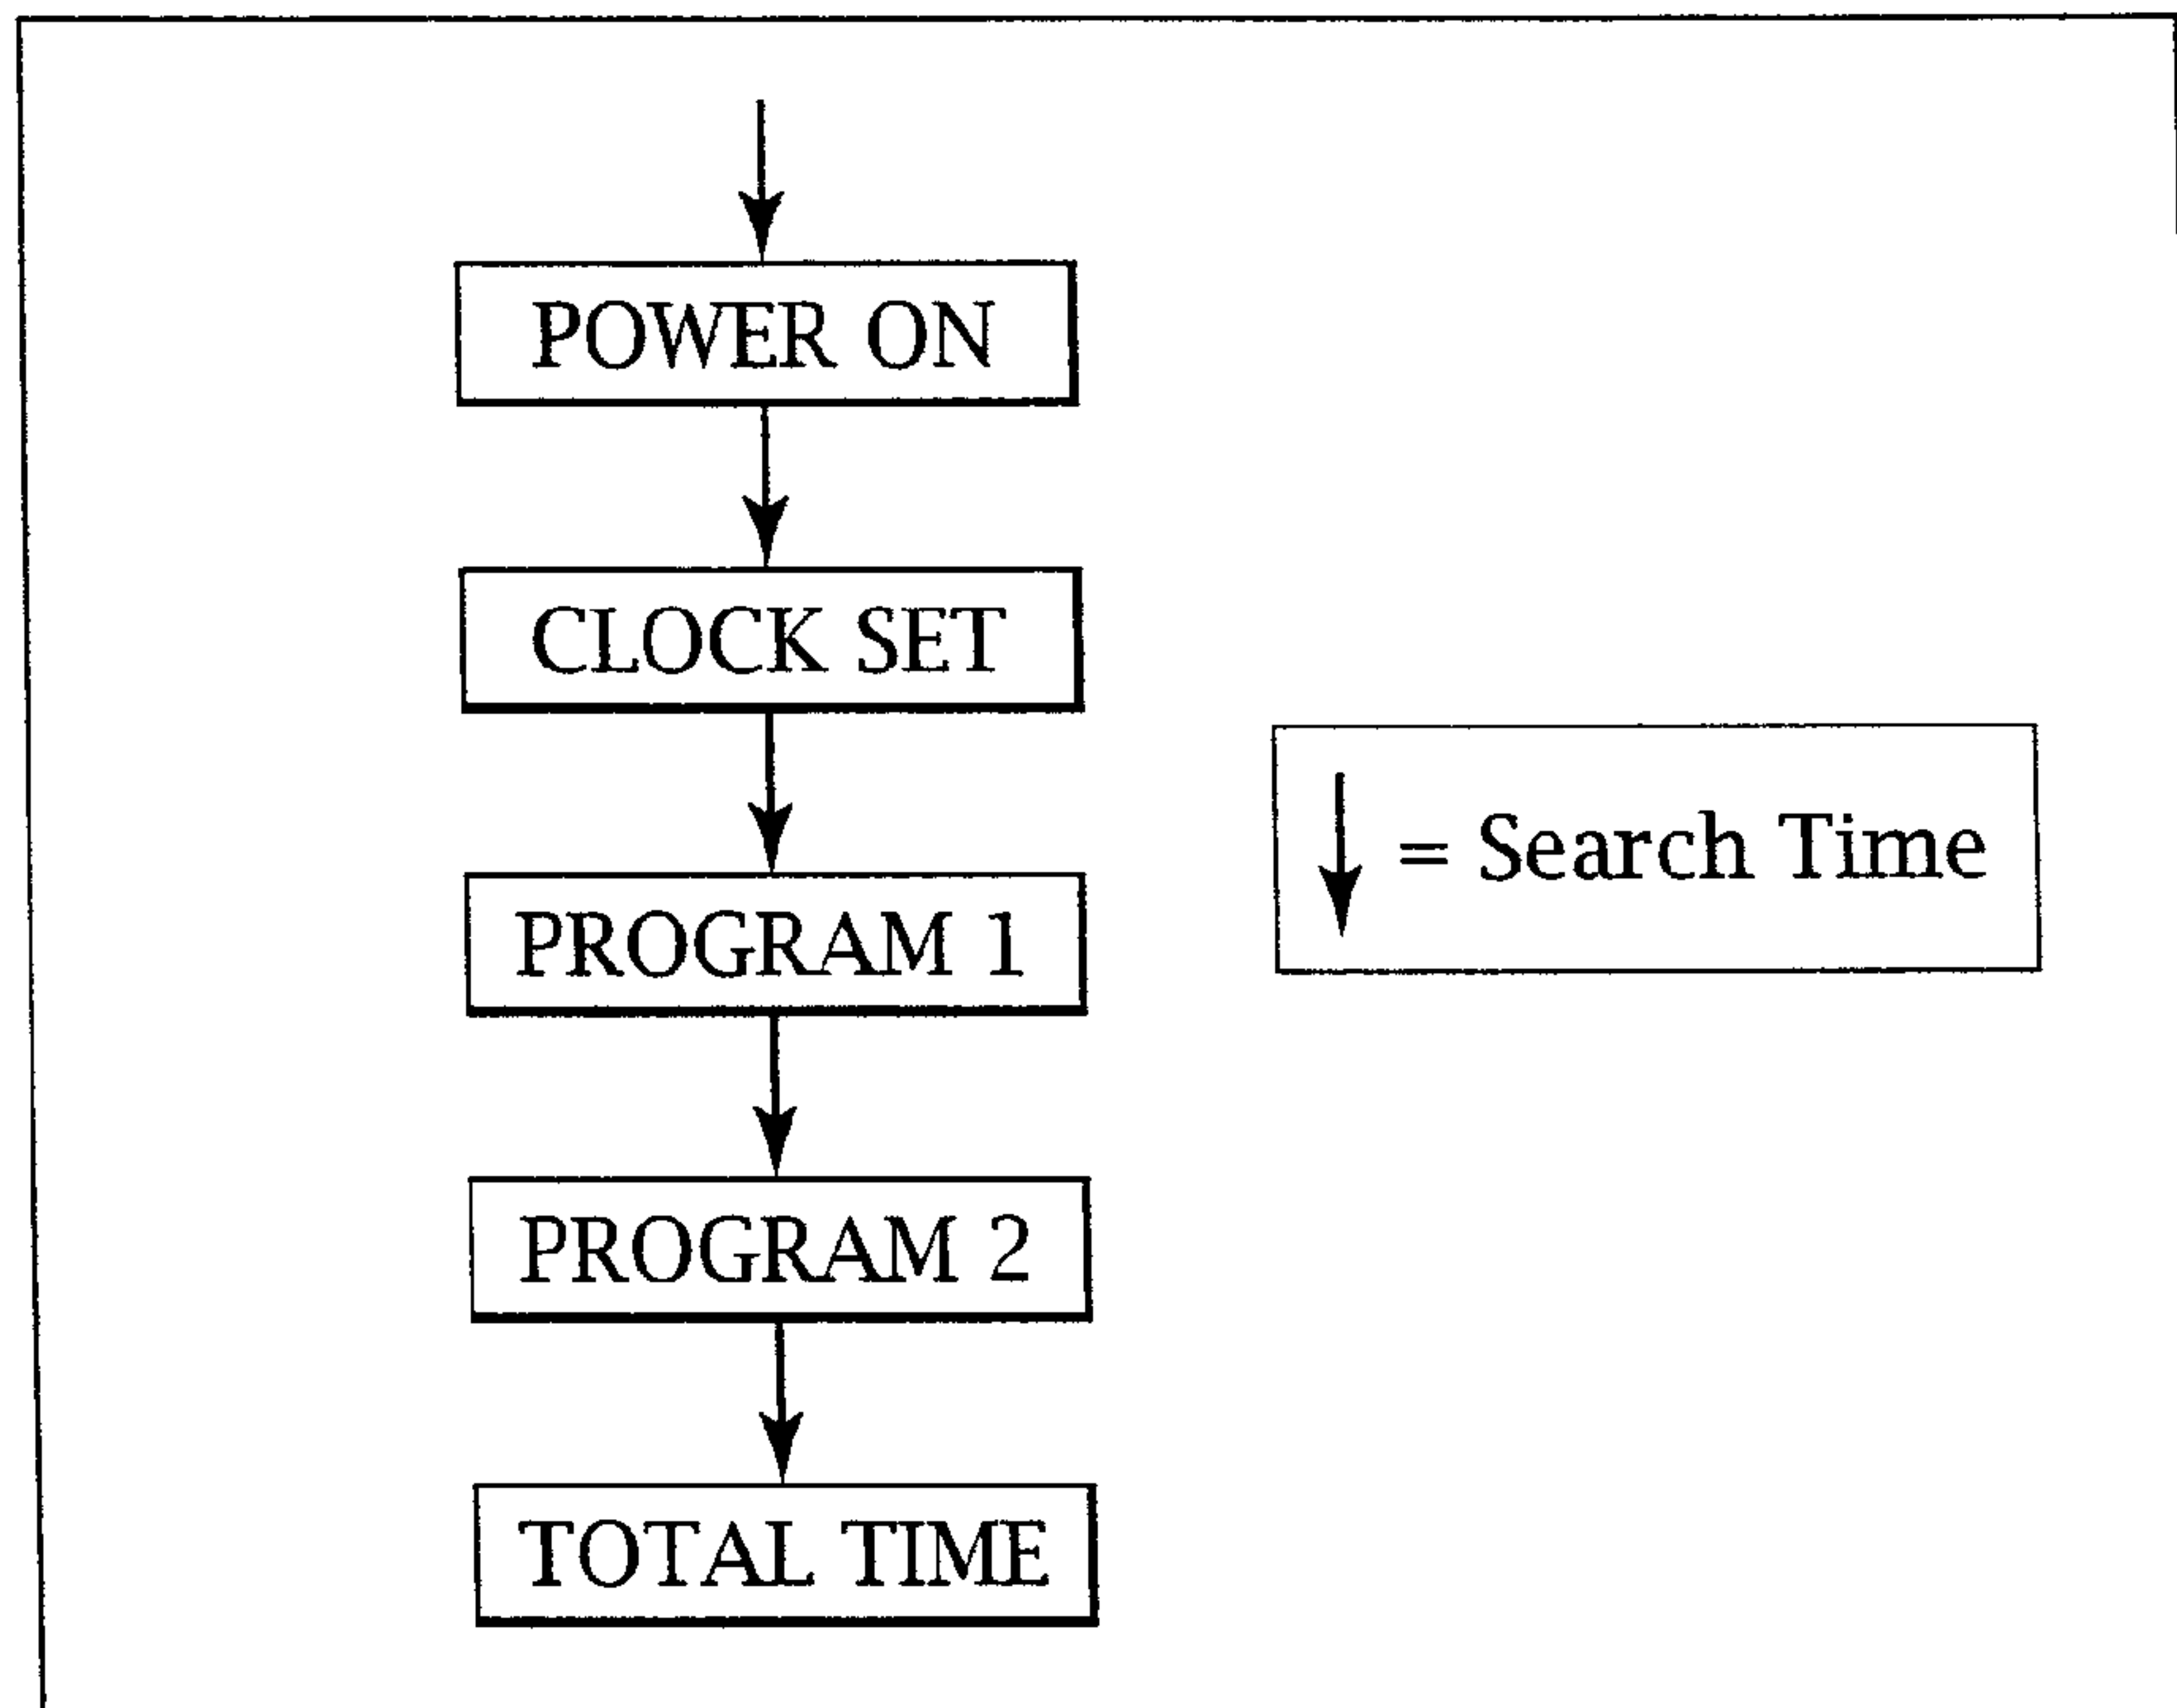 POWER ON
CLOCK SET
PROGRAM 1
= Search Time
PROGRAM 2
TOTAL TIME